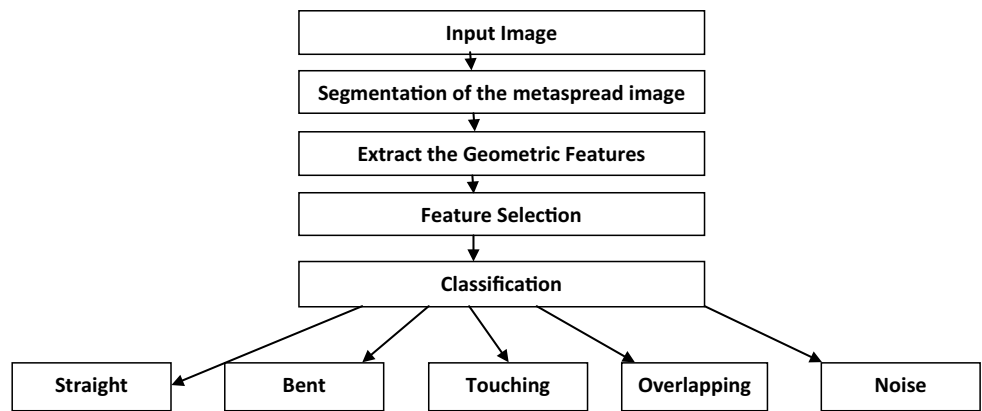 Input Image
Segmentation of the metaspread image
Extract the Geometric Features
Feature Selection
Classification
Straight
Bent
Touching
Overlapping
Noise